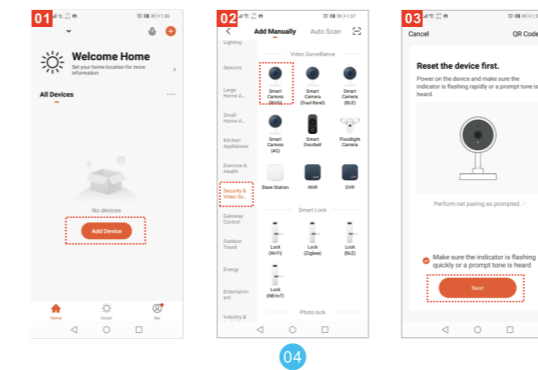 01
Welcome Home
Set your home location for more
information
All Devices
No devices
Add Device
Home
Smart
Me
02
Add Manually
Auto Scan
Lighting
Video Surveillance
Sensors
Large
Home A..
Smart
Camera
(Wi-Fi)
Smart
Camera
(Dual Band)
Smart
Camera
(BLE)
Small
Home A..
Kitchen
Appliances
Smart
Camera
(4G)
Smart
Doorbell
Floodlight
Camera
Exercise &
Health
Security &
Video Su..
Base Station
NVR
DVR
Gateway
Control
Smart Lock
Outdoor
Travel
Lock
(Wi-Fi)
Lock
(Zigbee)
Lock
(BLE)
Energy
Entertainm
ent
Lock
(NB-IoT)
Industry &
Photo lock
03
Cancel
QR Code
Reset the device first.
Power on the device and make sure the
indicator is flashing rapidly or a prompt tone is
heard.
Perform net pairing as prompted.
Make sure the indicator is flashing
quickly or a prompt tone is heard
Next
04